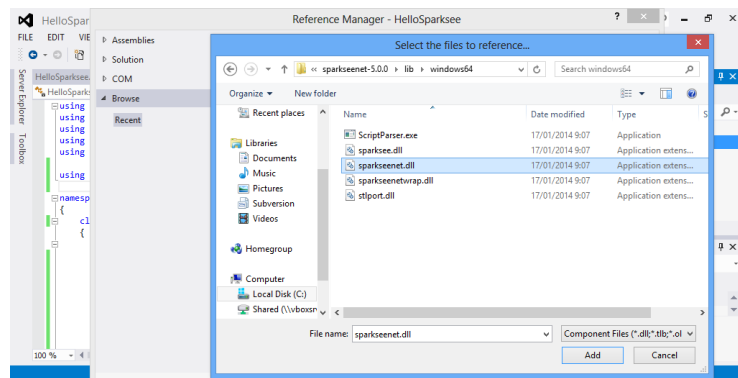 HelloSpar
Reference Manager - HelloSparksee
?
FILE EDIT VIE
Server Explorer
Toolbox
HelloSparksee.
HelloSparks
using
using
using
using
using
using
namesp
{
cl
{
100 %
Assemblies
Solution
COM
Browse
Recent
Select the files to reference...
« sparkseenet-5.0.0 ▸ lib ▸ windows64
Search windows64
Organize
New folder
Recent places
Libraries
Documents
Music
Pictures
Subversion
Videos
Homegroup
Computer
Local Disk (C:)
Shared (\\vboxsr
Name Date modified Type S
ScriptParser.exe 17/01/2014 9:07 Application
sparksee.dll 17/01/2014 9:07 Application extens...
sparkseenet.dll 17/01/2014 9:07 Application extens...
sparkseenetwrap.dll 17/01/2014 9:07 Application extens...
stlport.dll 17/01/2014 9:07 Application extens...
File name: sparkseenet.dll
Component Files (*.dll;*.tlb;*.ol
Add Cancel